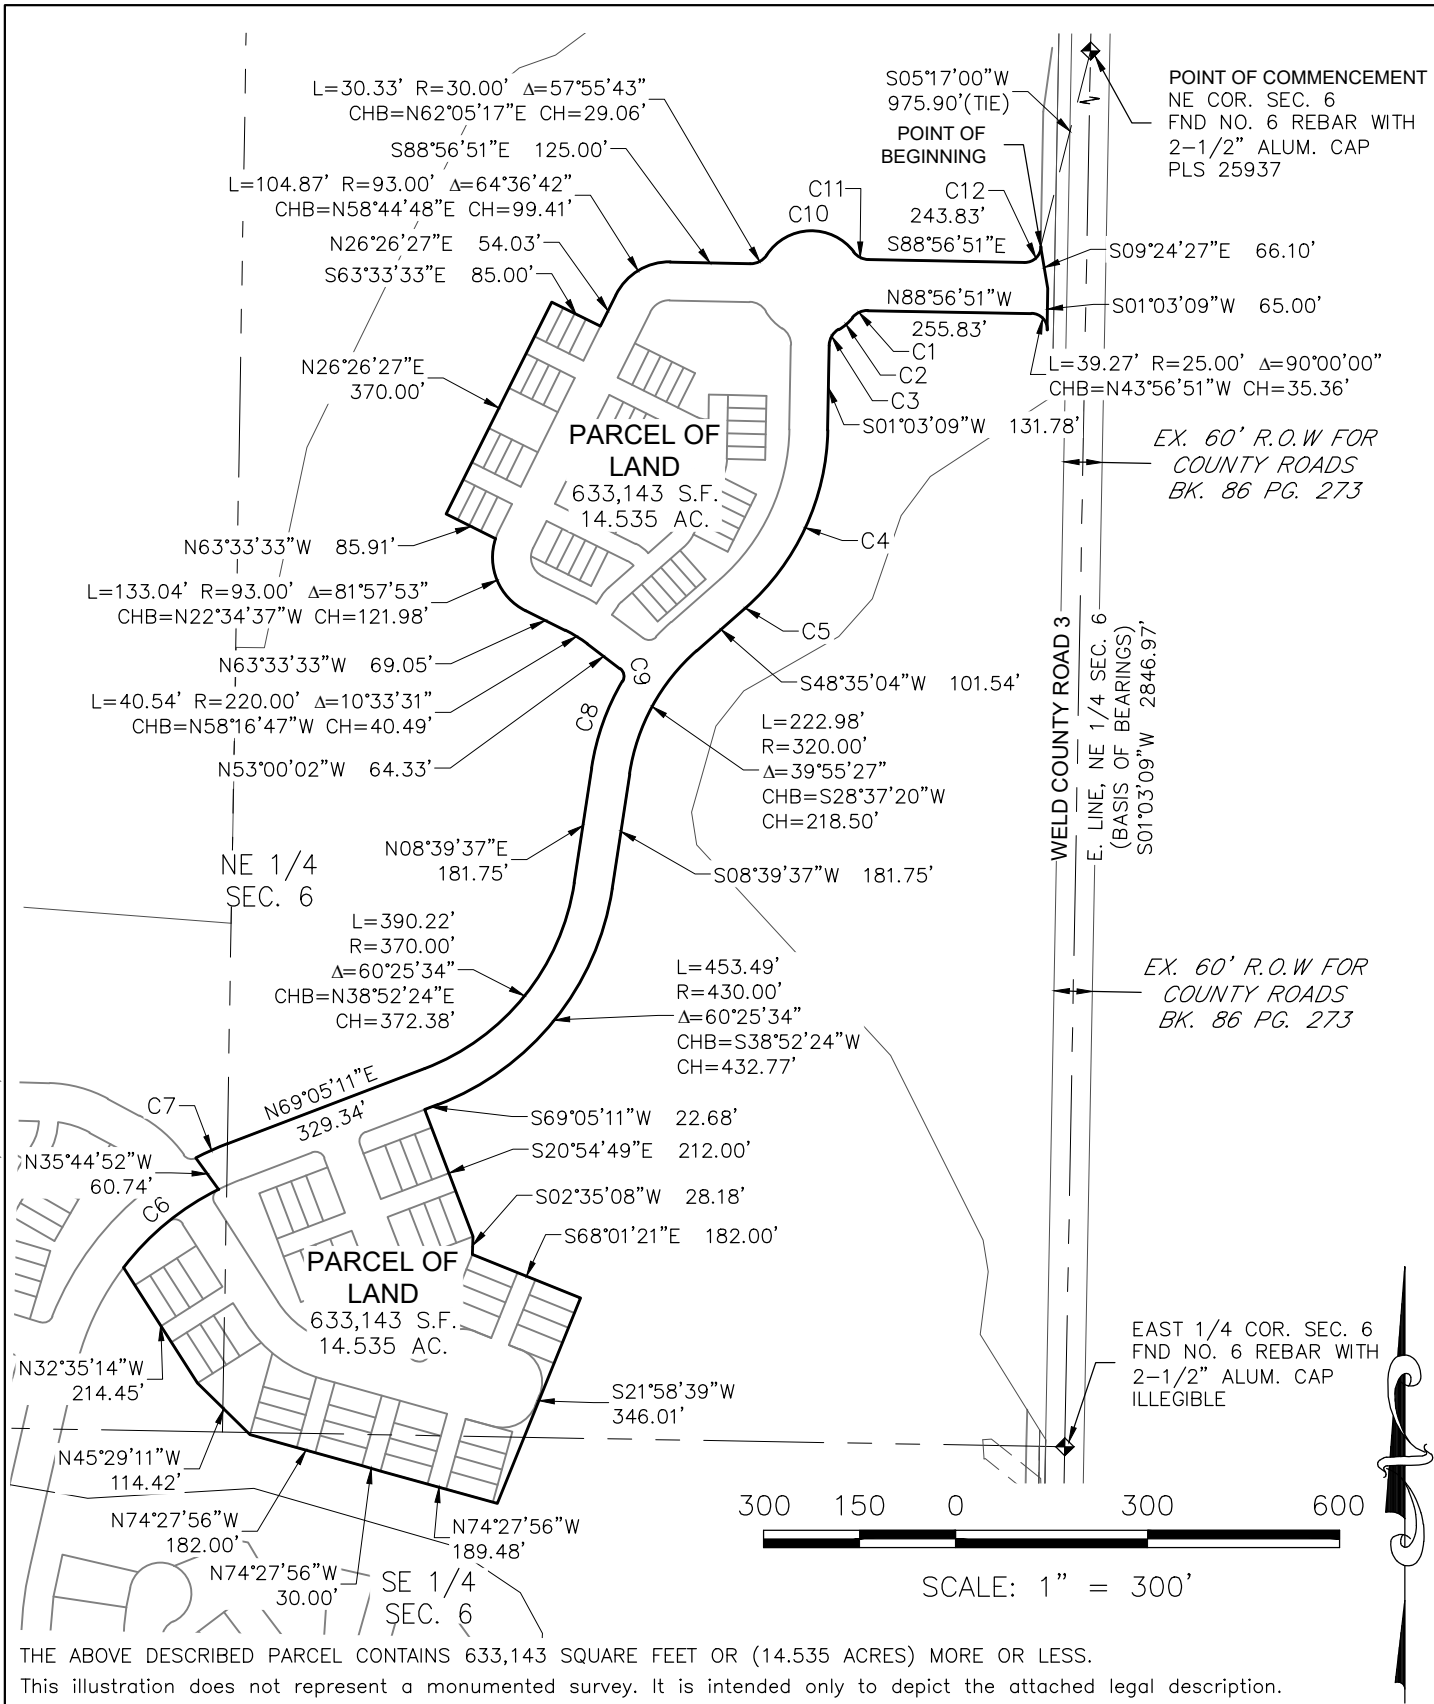 L=30.33' R=30.00' Δ=57°55'43"
CHB=N62°05'17"E CH=29.06'
S88°56'51"E 125.00'
L=104.87' R=93.00' Δ=64°36'42"
CHB=N58°44'48"E CH=99.41'
N26°26'27"E 54.03'
S63°33'33"E 85.00'
N26°26'27"E
370.00'
S05°17'00"W
975.90'(TIE)
POINT OF
BEGINNING
POINT OF COMMENCEMENT
NE COR. SEC. 6
FND NO. 6 REBAR WITH
2-1/2" ALUM. CAP
PLS 25937
C11
C10
C12
243.83'
S88°56'51"E
S09°24'27"E 66.10'
N88°56'51"W
255.83'
S01°03'09"W 65.00'
C1
C2
C3
L=39.27' R=25.00' Δ=90°00'00"
CHB=N43°56'51"W CH=35.36'
S01°03'09"W 131.78'
EX. 60' R.O.W FOR
COUNTY ROADS
BK. 86 PG. 273
PARCEL OF
LAND
633,143 S.F.
14.535 AC.
C4
N63°33'33"W 85.91'
L=133.04' R=93.00' Δ=81°57'53"
CHB=N22°34'37"W CH=121.98'
C5
N63°33'33"W 69.05'
C9
S48°35'04"W 101.54'
L=40.54' R=220.00' Δ=10°33'31"
CHB=N58°16'47"W CH=40.49'
C8
N53°00'02"W 64.33'
L=222.98'
R=320.00'
Δ=39°55'27"
CHB=S28°37'20"W
CH=218.50'
WELD COUNTY ROAD 3
E. LINE, NE 1/4 SEC. 6
(BASIS OF BEARINGS)
S01°03'09"W 2846.97'
NE 1/4
SEC. 6
N08°39'37"E
181.75'
S08°39'37"W 181.75'
L=390.22'
R=370.00'
Δ=60°25'34"
CHB=N38°52'24"E
CH=372.38'
L=453.49'
R=430.00'
Δ=60°25'34"
CHB=S38°52'24"W
CH=432.77'
EX. 60' R.O.W FOR
COUNTY ROADS
BK. 86 PG. 273
C7
N69°05'11"E
329.34'
S69°05'11"W 22.68'
N35°44'52"W
60.74'
S20°54'49"E 212.00'
C6
S02°35'08"W 28.18'
S68°01'21"E 182.00'
PARCEL OF
LAND
633,143 S.F.
14.535 AC.
N32°35'14"W
214.45'
S21°58'39"W
346.01'
EAST 1/4 COR. SEC. 6
FND NO. 6 REBAR WITH
2-1/2" ALUM. CAP
ILLEGIBLE
N45°29'11"W
114.42'
N74°27'56"W
182.00'
N74°27'56"W
30.00'
N74°27'56"W
189.48'
SE 1/4
SEC. 6
300 150 0 300 600
SCALE: 1" = 300'
THE ABOVE DESCRIBED PARCEL CONTAINS 633,143 SQUARE FEET OR (14.535 ACRES) MORE OR LESS.
This illustration does not represent a monumented survey. It is intended only to depict the attached legal description.